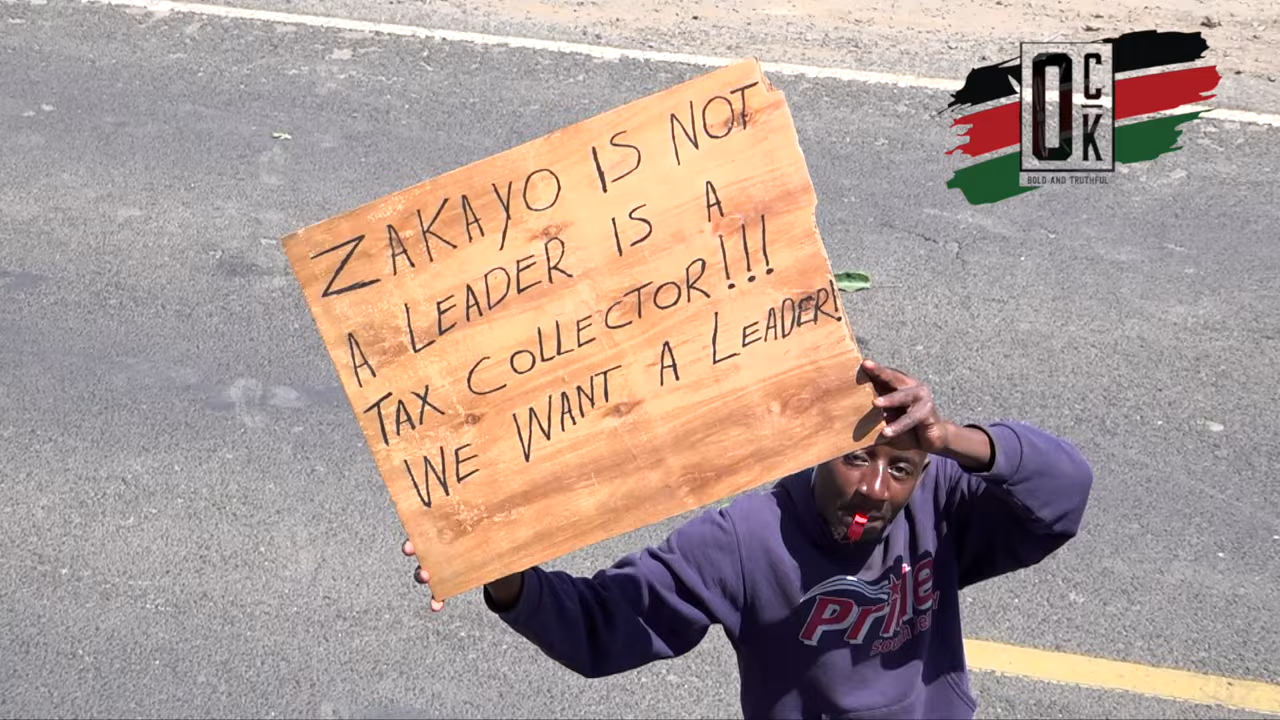 ZAKAYO IS NOT
A LEADER IS A
TAX COLLECTOR!!!
WE WANT A LEADER!
OCK
BOLD AND TRUTHFUL
Pride